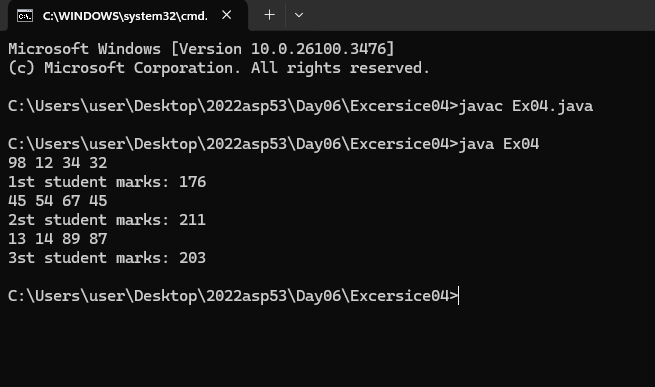 C:\WINDOWS\system32\cmd.
Microsoft Windows [Version 10.0.26100.3476]
(c) Microsoft Corporation. All rights reserved.
C:\Users\user\Desktop\2022asp53\Day06\Excersice04>javac Ex04.java
C:\Users\user\Desktop\2022asp53\Day06\Excersice04>java Ex04
98 12 34 32
1st student marks: 176
45 54 67 45
2st student marks: 211
13 14 89 87
3st student marks: 203
C:\Users\user\Desktop\2022asp53\Day06\Excersice04>